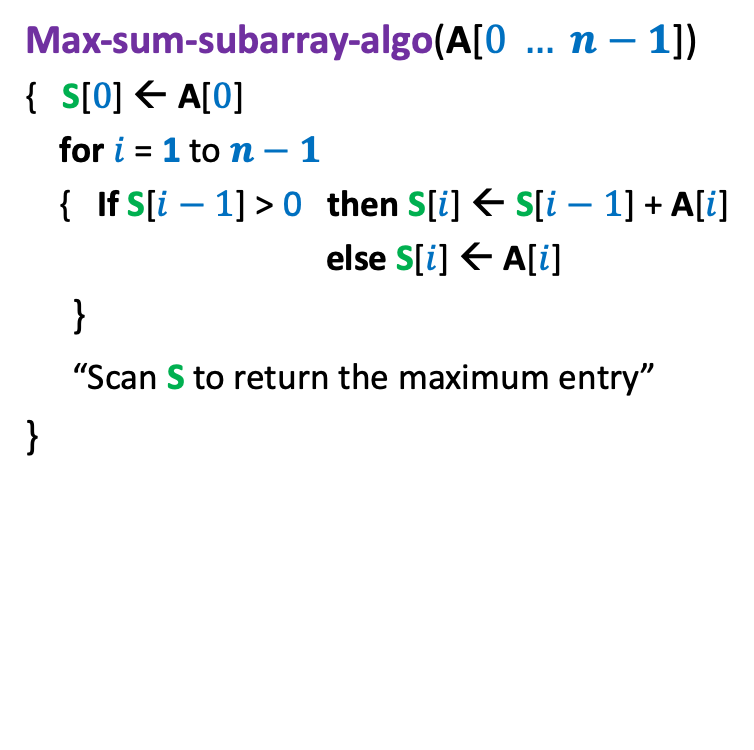 Max-sum-subarray-algo(A[0 … n − 1])
{ S[0] ← A[0]
for i = 1 to n − 1
{ If S[i − 1] > 0 then S[i] ← S[i − 1] + A[i]
else S[i] ← A[i]
}
“Scan S to return the maximum entry”
}